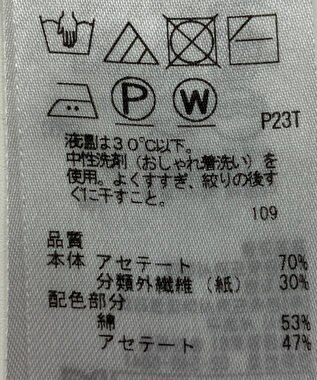 P
W
P23T
液温は30℃以下。
中性洗剤（おしゃれ着洗い）を
使用。よくすすぎ、絞りの後す
ぐに干すこと。
109
品質
本体 アセテート 70%
分類外繊維（紙） 30%
配色部分
綿 53%
アセテート 47%